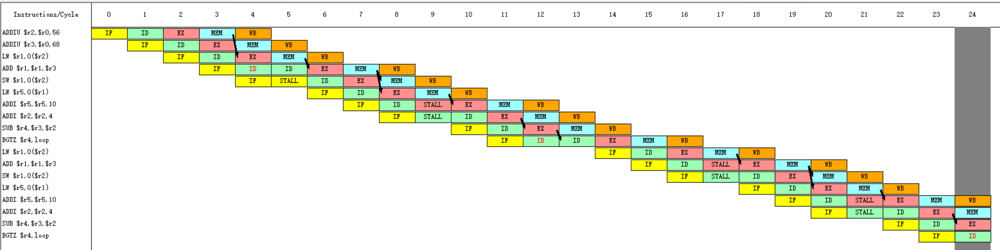 Instructions/Cycle 0 1 2 3 4 5 6 7 8 9 10 11 12 13 14 15 16 17 18 19 20 21 22 23 24
ADDIU $r2,$r0,56 IF ID EX MEM WB
ADDIU $r3,$r0,68 IF ID EX MEM WB
LW $r1,0($r2) IF ID EX MEM WB
ADD $r1,$r1,$r3 IF ID ID EX MEM WB
SW $r1,0($r2) IF STALL ID EX MEM WB
LW $r5,0($r1) IF ID EX MEM WB
ADDI $r5,$r5,10 IF ID STALL EX MEM WB
ADDI $r2,$r2,4 IF STALL ID EX MEM WB
SUB $r4,$r3,$r2 IF ID EX MEM WB
BGTZ $r4,loop IF ID ID EX MEM WB
LW $r1,0($r2) IF ID EX MEM WB
ADD $r1,$r1,$r3 IF ID STALL EX MEM WB
SW $r1,0($r2) IF STALL ID EX MEM WB
LW $r5,0($r1) IF ID EX MEM WB
ADDI $r5,$r5,10 IF ID STALL EX MEM WB
ADDI $r2,$r2,4 IF STALL ID EX MEM
SUB $r4,$r3,$r2 IF ID EX
BGTZ $r4,loop IF ID